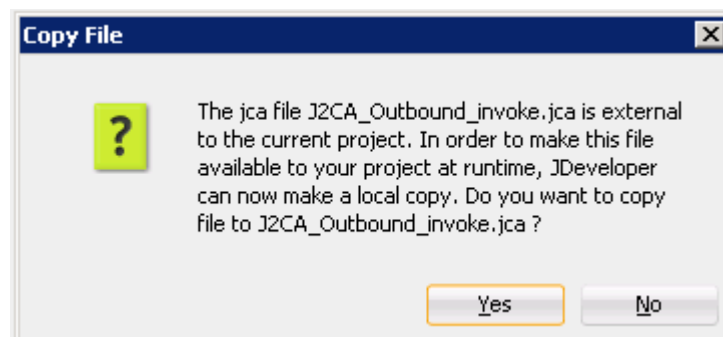 Copy File
The jca file J2CA_Outbound_invoke.jca is external
to the current project. In order to make this file
available to your project at runtime, JDeveloper
can now make a local copy. Do you want to copy
file to J2CA_Outbound_invoke.jca ?
Yes No